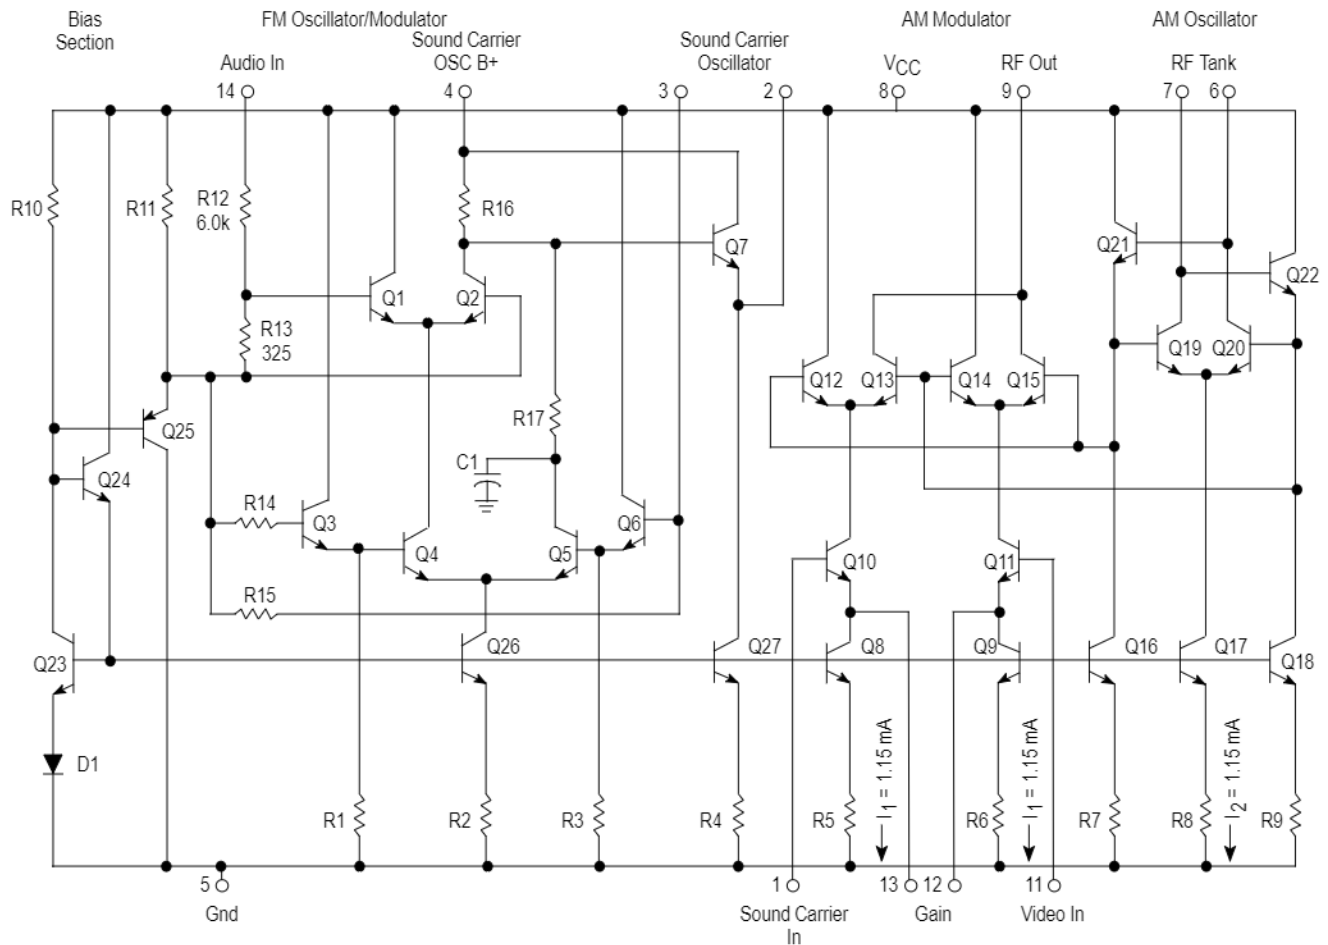 Bias
Section
FM Oscillator/Modulator
AM Modulator
AM Oscillator
Sound Carrier
OSC B+
Sound Carrier
Oscillator
Audio In
VCC
RF Out
RF Tank
14
4
3
2
8
9
7
6
R10
R11
R12
6.0k
R16
Q7
Q21
Q22
Q1
Q2
R13
325
Q12
Q13
Q14
Q15
Q19
Q20
R17
Q25
C1
Q24
R14
Q3
Q4
Q5
Q6
Q10
Q11
R15
Q23
Q26
Q27
Q8
Q9
Q16
Q17
Q18
D1
R1
R2
R3
R4
R5
I1 = 1.15 mA
R6
I1 = 1.15 mA
R7
R8
I2 = 1.15 mA
R9
5
1
13
12
11
Gnd
Sound Carrier
In
Gain
Video In